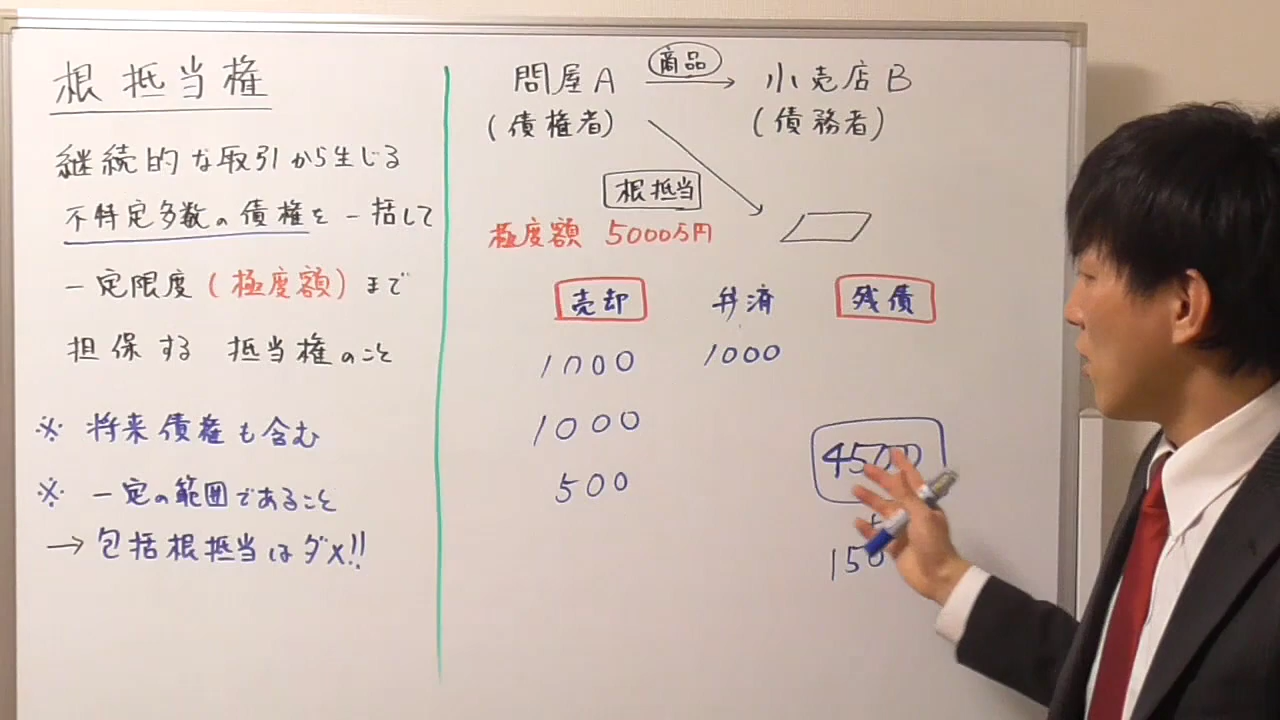 根抵当権
継続的な取引から生じる
不特定多数の債権を一括して
一定限度(極度額)まで
担保する 抵当権のこと
※ 将来債権も含む
※ 一定の範囲であること
→ 包括根抵当はダメ!!
商品
問屋A → 小売店B
(債権者) (債務者)
根抵当
極度額 5000万円
売却 弁済 残債
1000 1000
1000
4500
500